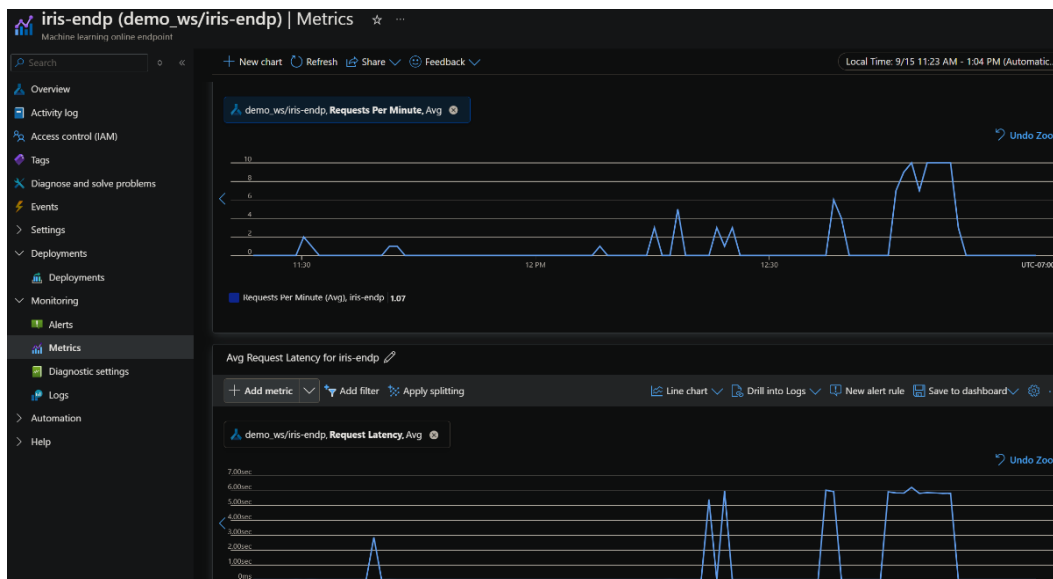 iris-endp (demo_ws/iris-endp) | Metrics
Machine learning online endpoint
Search
Overview
Activity log
Access control (IAM)
Tags
Diagnose and solve problems
Events
Settings
Deployments
Deployments
Monitoring
Alerts
Metrics
Diagnostic settings
Logs
Automation
Help
New chart Refresh Share Feedback
Local Time: 9/15 11:23 AM - 1:04 PM (Automatic...
demo_ws/iris-endp, Requests Per Minute, Avg
Undo Zoo
10
8
6
4
2
0
11:30 12 PM 12:30 UTC-07:00
Requests Per Minute (Avg), iris-endp 1.07
Avg Request Latency for iris-endp
Add metric Add filter Apply splitting Line chart Drill into Logs New alert rule Save to dashboard
demo_ws/iris-endp, Request Latency, Avg
Undo Zoo
7.00sec
6.00sec
5.00sec
4.00sec
3.00sec
2.00sec
1.00sec
0ms